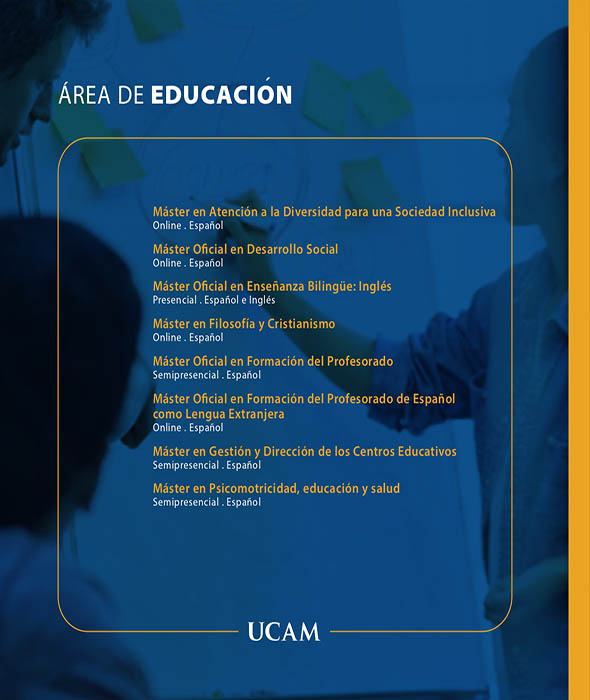 ÁREA DE EDUCACIÓN
Máster en Atención a la Diversidad para una Sociedad Inclusiva
Online . Español
Máster Oficial en Desarrollo Social
Online . Español
Máster Oficial en Enseñanza Bilingüe: Inglés
Presencial . Español e Inglés
Máster en Filosofía y Cristianismo
Online . Español
Máster Oficial en Formación del Profesorado
Semipresencial . Español
Máster Oficial en Formación del Profesorado de Español
como Lengua Extranjera
Online . Español
Máster en Gestión y Dirección de los Centros Educativos
Semipresencial . Español
Máster en Psicomotricidad, educación y salud
Semipresencial . Español
UCAM